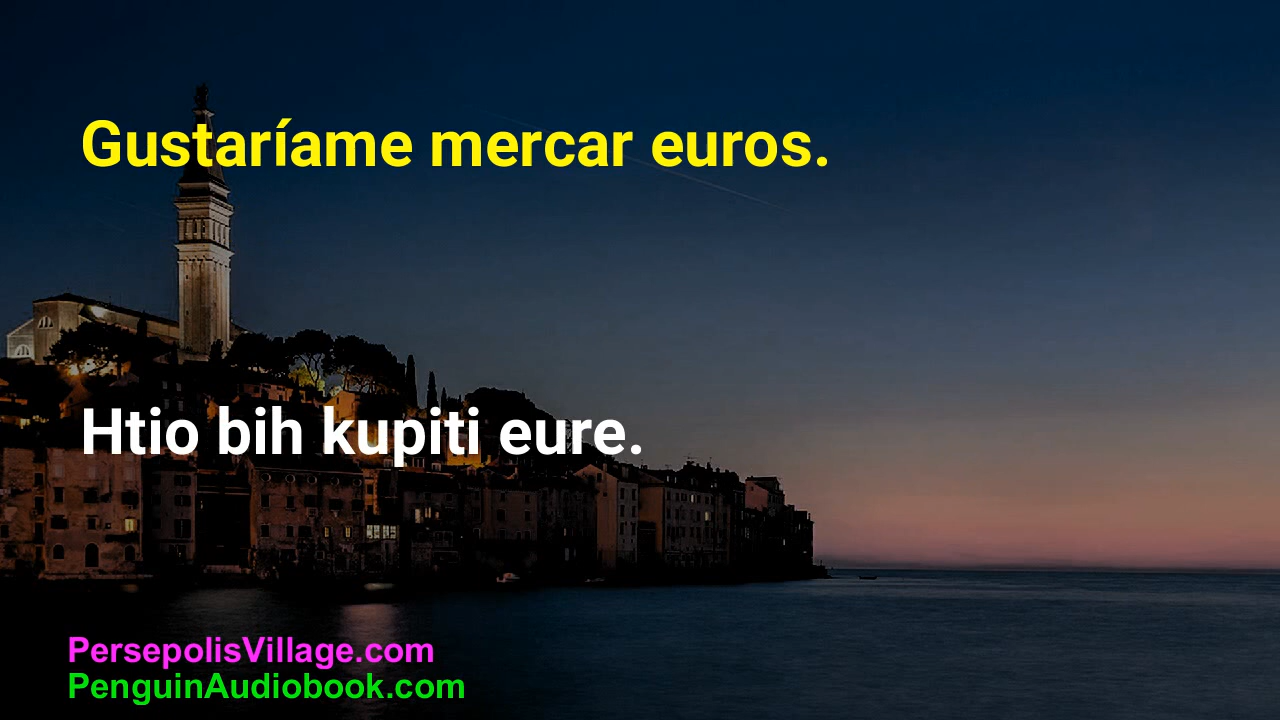 Gustaríame mercar euros.
Htio bih kupiti eure.
PersepolisVillage.com
PenguinAudiobook.com